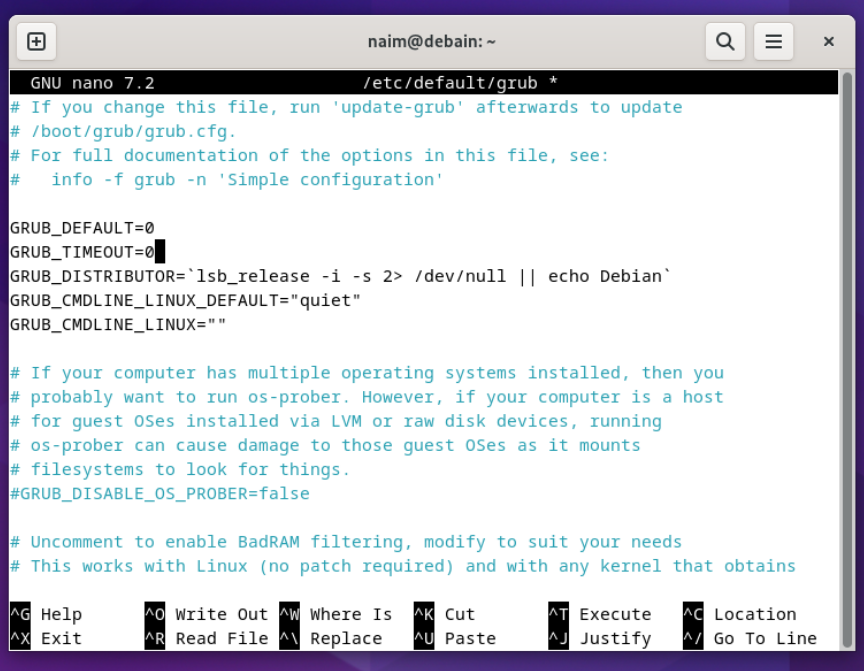 naim@debain: ~
GNU nano 7.2 /etc/default/grub *
# If you change this file, run 'update-grub' afterwards to update
# /boot/grub/grub.cfg.
# For full documentation of the options in this file, see:
#   info -f grub -n 'Simple configuration'
GRUB_DEFAULT=0
GRUB_TIMEOUT=0
GRUB_DISTRIBUTOR=`lsb_release -i -s 2> /dev/null || echo Debian`
GRUB_CMDLINE_LINUX_DEFAULT="quiet"
GRUB_CMDLINE_LINUX=""
# If your computer has multiple operating systems installed, then you
# probably want to run os-prober. However, if your computer is a host
# for guest OSes installed via LVM or raw disk devices, running
# os-prober can cause damage to those guest OSes as it mounts
# filesystems to look for things.
#GRUB_DISABLE_OS_PROBER=false
# Uncomment to enable BadRAM filtering, modify to suit your needs
# This works with Linux (no patch required) and with any kernel that obtains
^G Help ^O Write Out ^W Where Is ^K Cut ^T Execute ^C Location
^X Exit ^R Read File ^\ Replace ^U Paste ^J Justify ^/ Go To Line